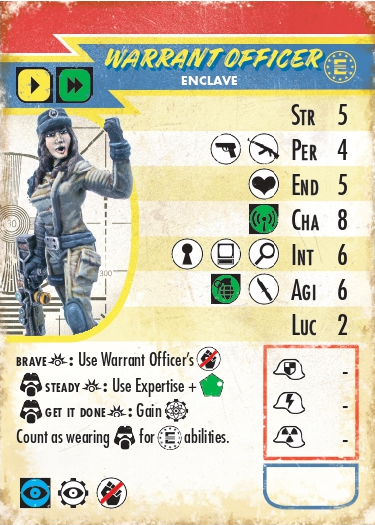 WARRANT OFFICER
ENCLAVE
E
STR 5
PER 4
END 5
CHA 8
INT 6
AGI 6
LUC 2
300
BRAVE: Use Warrant Officer's
STEADY: Use Expertise +
GET IT DONE: Gain
Count as wearing for E abilities.
-
-
-